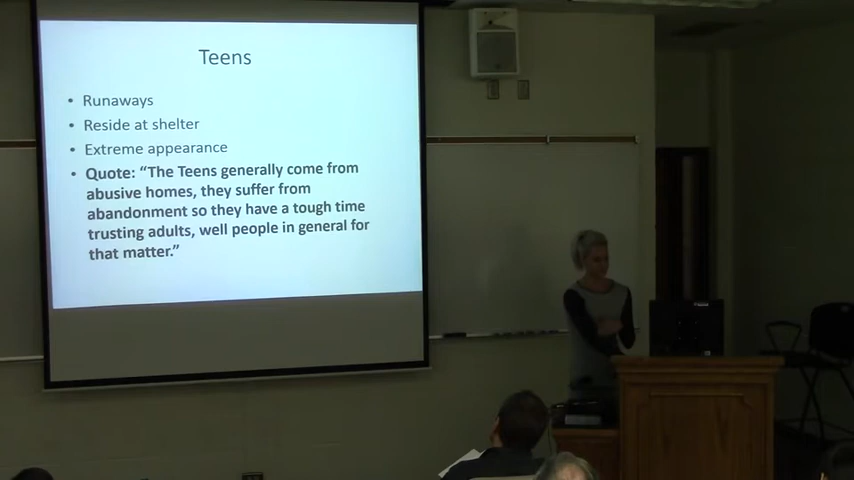 Teens
• Runaways
• Reside at shelter
• Extreme appearance
• Quote: “The Teens generally come from
abusive homes, they suffer from
abandonment so they have a tough time
trusting adults, well people in general for
that matter.”